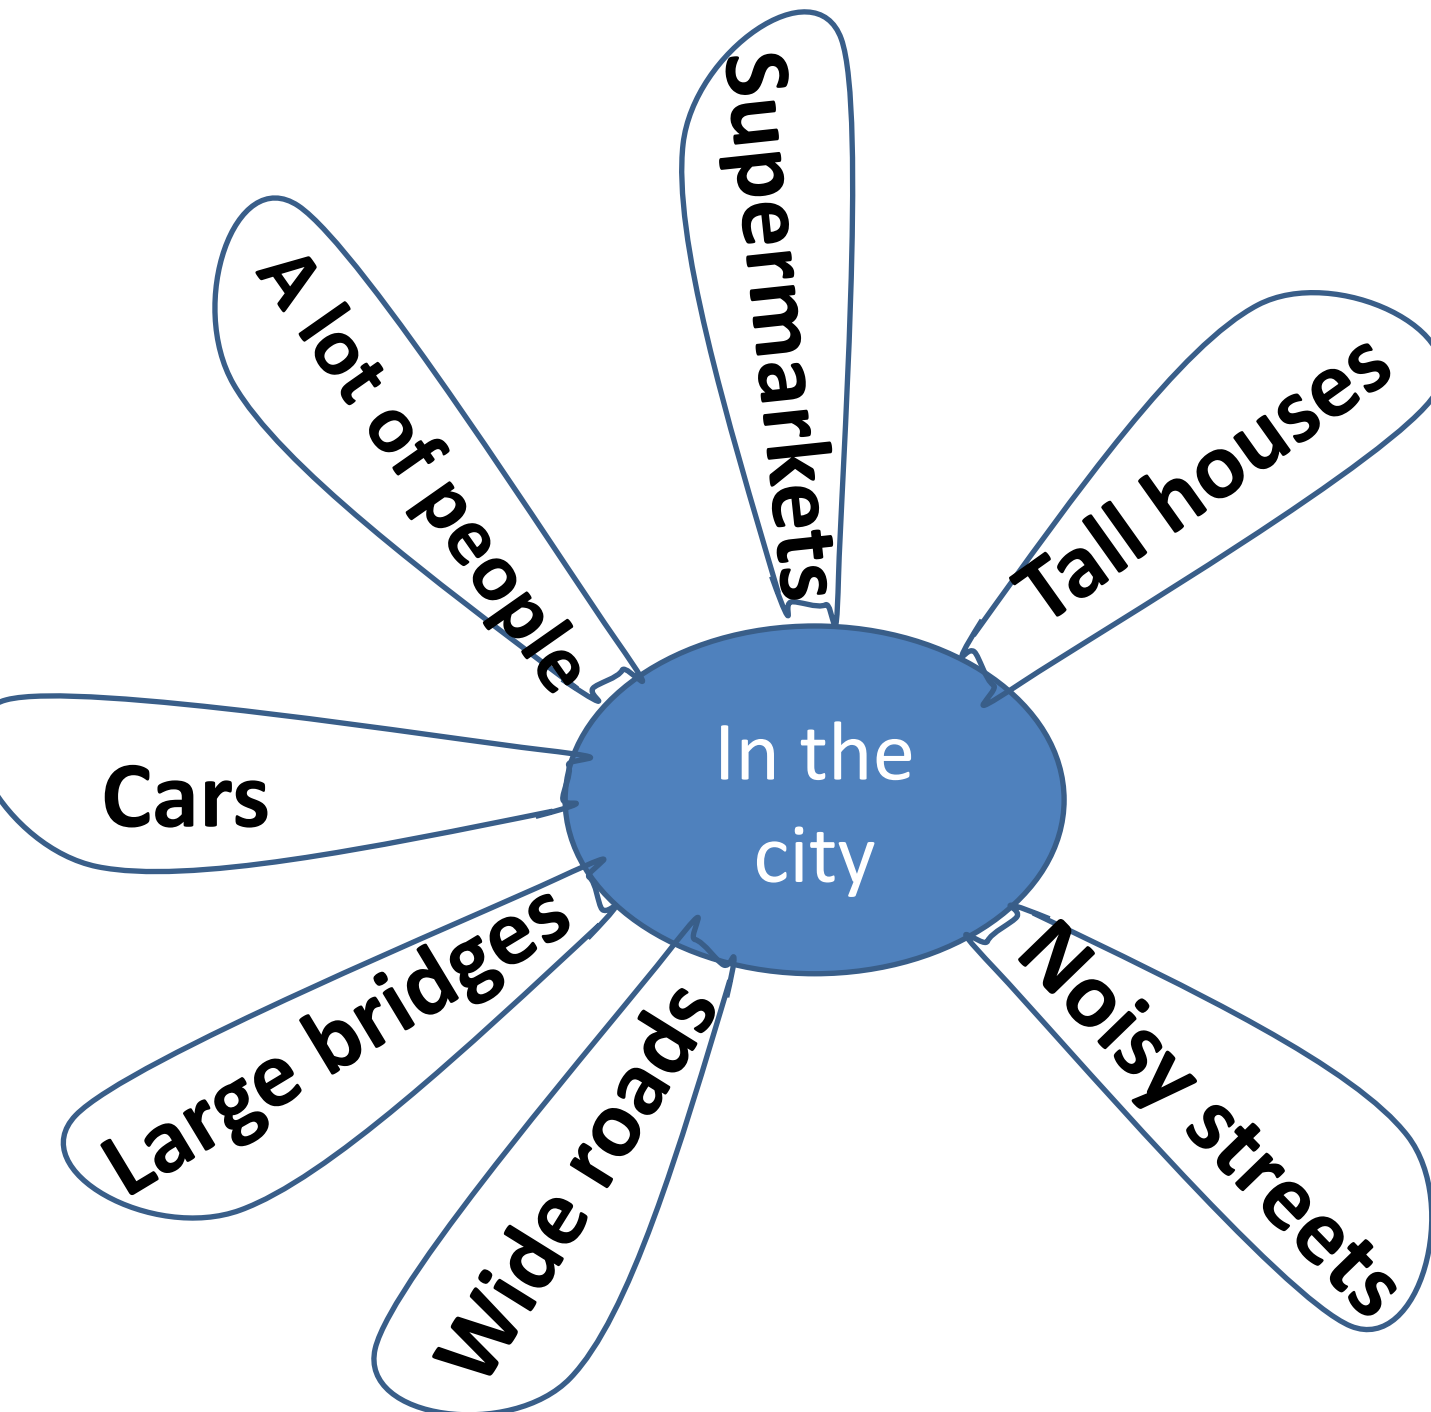 Supermarkets
A lot of people
Tall houses
In the
city
Cars
Large bridges
Noisy streets
Wide roads